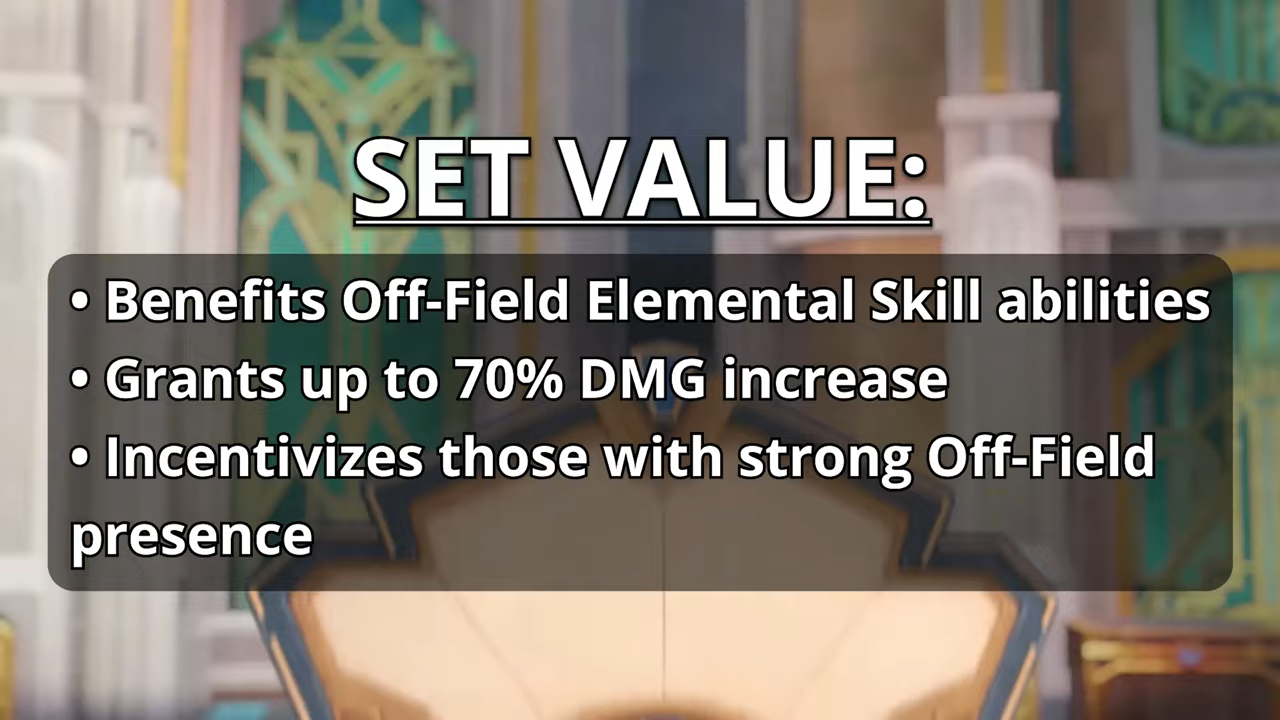 SET VALUE:
• Benefits Off-Field Elemental Skill abilities
• Grants up to 70% DMG increase
• Incentivizes those with strong Off-Field
presence